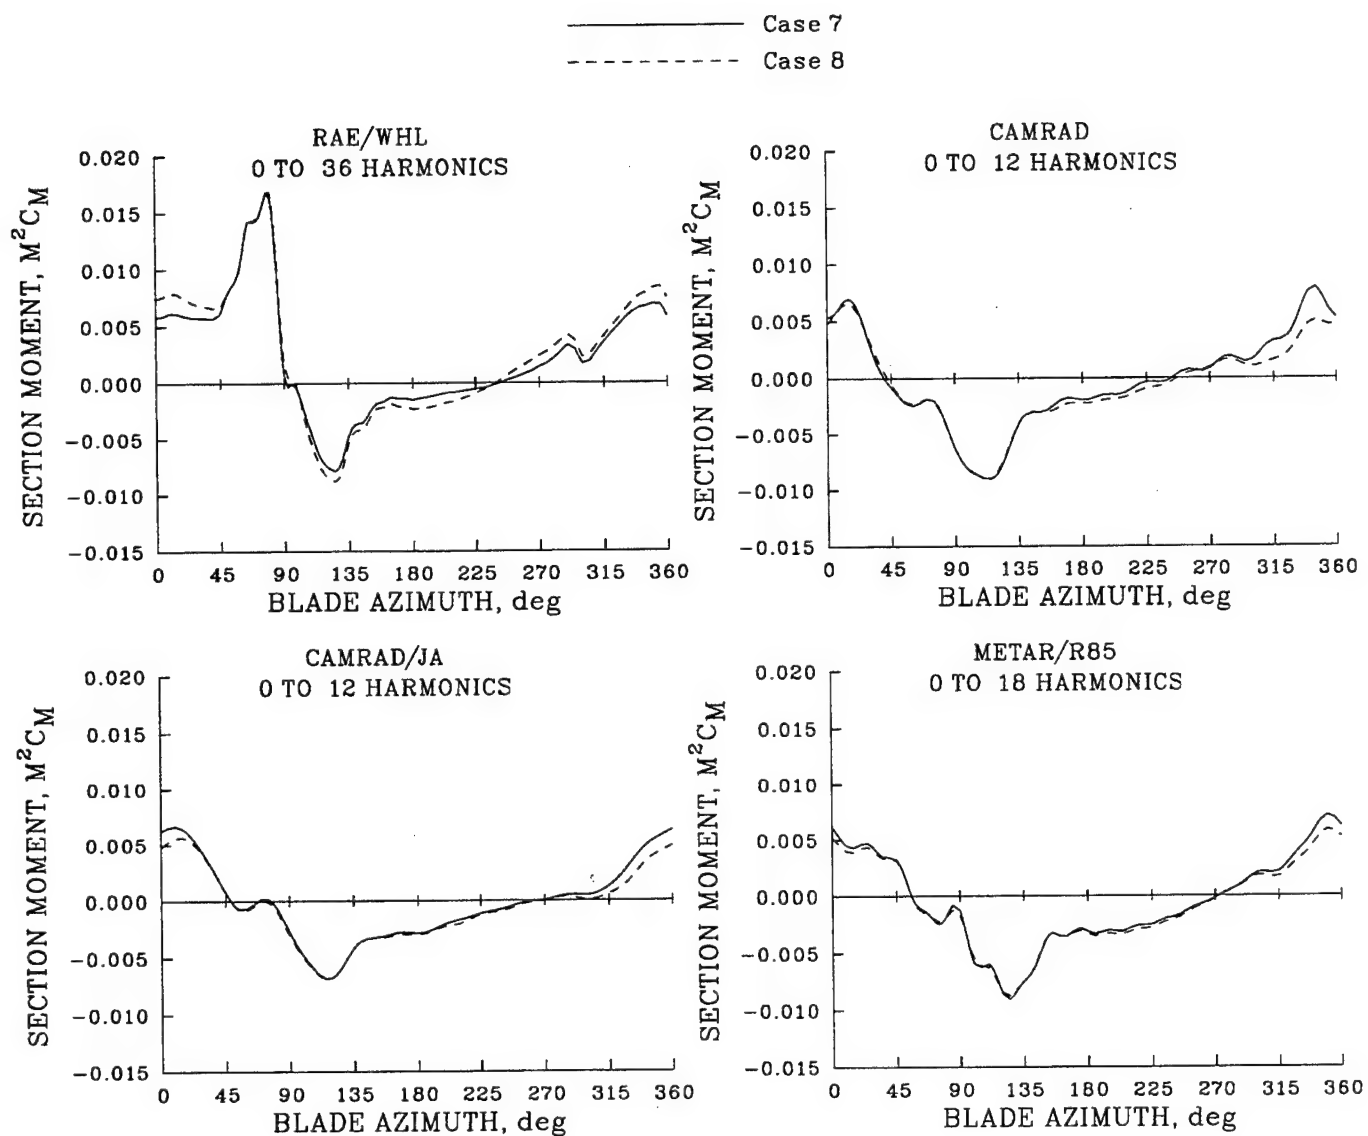 Case 7
Case 8
RAE/WHL
0 TO 36 HARMONICS
0.020
0.015
0.010
0.005
0.000
−0.005
−0.010
−0.015
SECTION MOMENT, M²C_M
0 45 90 135 180 225 270 315 360
BLADE AZIMUTH, deg
CAMRAD
0 TO 12 HARMONICS
0.020
0.015
0.010
0.005
0.000
−0.005
−0.010
−0.015
SECTION MOMENT, M²C_M
0 45 90 135 180 225 270 315 360
BLADE AZIMUTH, deg
CAMRAD/JA
0 TO 12 HARMONICS
0.020
0.015
0.010
0.005
0.000
−0.005
−0.010
−0.015
SECTION MOMENT, M²C_M
0 45 90 135 180 225 270 315 360
BLADE AZIMUTH, deg
METAR/R85
0 TO 18 HARMONICS
0.020
0.015
0.010
0.005
0.000
−0.005
−0.010
−0.015
SECTION MOMENT, M²C_M
0 45 90 135 180 225 270 315 360
BLADE AZIMUTH, deg